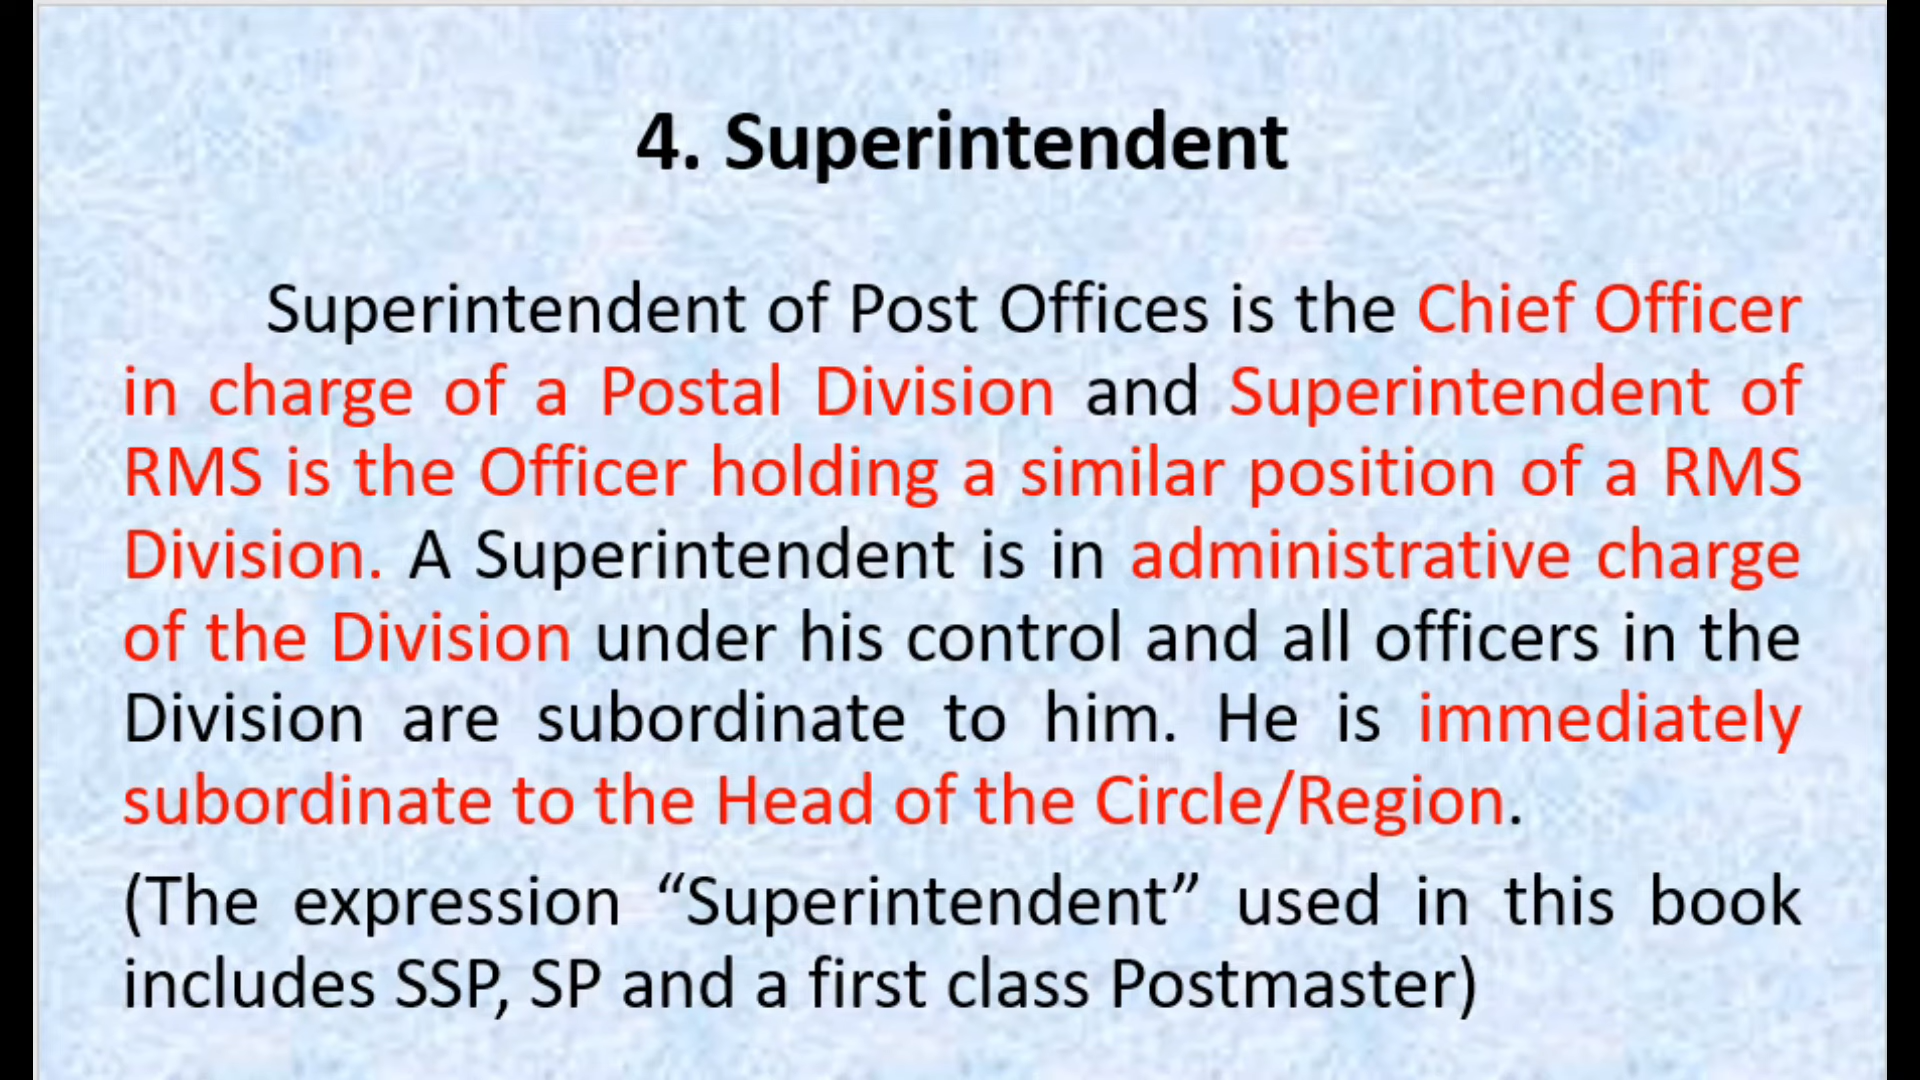 4. Superintendent
Superintendent of Post Offices is the Chief Officer
in charge of a Postal Division and Superintendent of
RMS is the Officer holding a similar position of a RMS
Division. A Superintendent is in administrative charge
of the Division under his control and all officers in the
Division are subordinate to him. He is immediately
subordinate to the Head of the Circle/Region.
(The expression “Superintendent” used in this book
includes SSP, SP and a first class Postmaster)